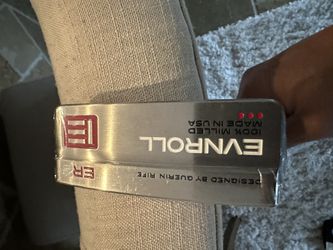 EVNROLL
100% MILLED
MADE IN USA
DESIGNED BY GUERIN RIFE
ER